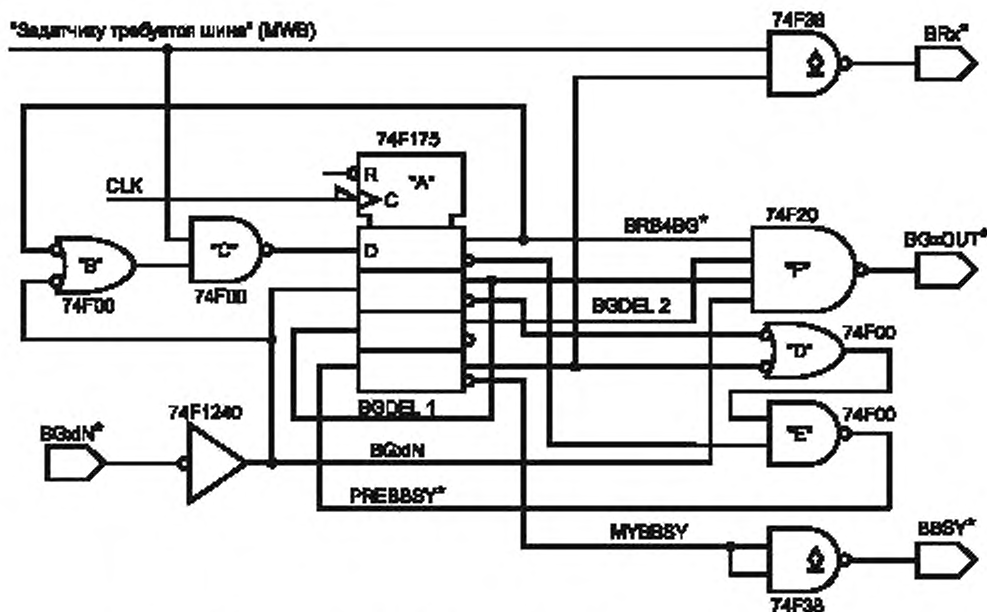 "Задатчику требуется шина" (MWB)
74F38
BRx*
74F175
R
"A"
CLK
C
74F20
BRB4BG*
BGxOUT*
D
"B"
"C"
"F"
74F00
74F00
BGDEL 2
74F00
"D"
BGDEL 1
74F1240
74F00
BGxIN*
BGxIN
"E"
PREBBSY*
MYBBSY
BBSY*
74F38